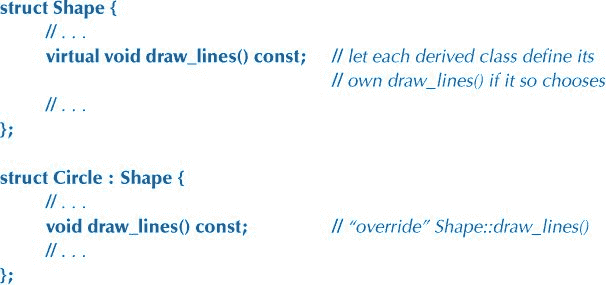 struct Shape {
// . . .
virtual void draw_lines() const; // let each derived class define its
// own draw_lines() if it so chooses
// . . .
};
struct Circle : Shape {
// . . .
void draw_lines() const; // “override” Shape::draw_lines()
// . . .
};